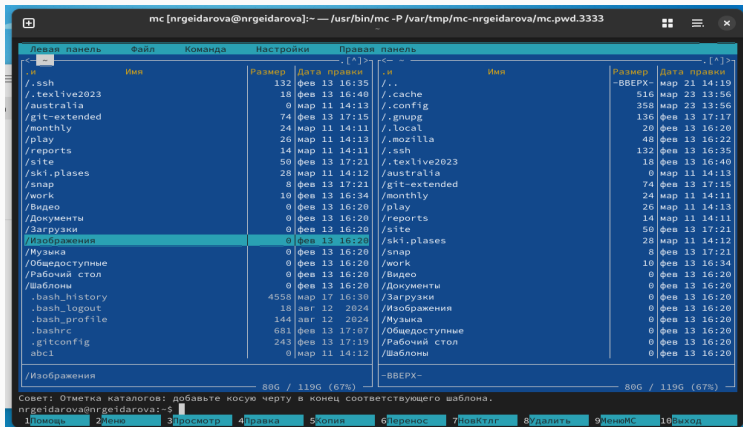 mc [nrgeidarova@nrgeidarova]:~ — /usr/bin/mc -P /var/tmp/mc-nrgeidarova/mc.pwd.3333
~
Левая панель Файл Команда Настройки Правая панель
<— ~ .[^]> <— ~ .[^]>
.и Имя Размер Дата правки .и Имя Размер Дата правки
/.ssh 132 фев 13 16:35 /.. -ВВЕРХ- мар 21 14:19
/.texlive2023 18 фев 13 16:40 /.cache 516 мар 23 13:56
/australia 0 мар 11 14:13 /.config 358 мар 23 13:56
/git-extended 74 фев 13 17:15 /.gnupg 136 фев 13 17:17
/monthly 24 мар 11 14:11 /.local 20 фев 13 16:20
/play 26 мар 11 14:13 /.mozilla 48 фев 13 16:22
/reports 14 мар 11 14:11 /.ssh 132 фев 13 16:35
/site 50 фев 13 17:21 /.texlive2023 18 фев 13 16:40
/ski.plases 28 мар 11 14:12 /australia 0 мар 11 14:13
/snap 8 фев 13 17:21 /git-extended 74 фев 13 17:15
/work 10 фев 13 16:34 /monthly 24 мар 11 14:11
/Видео 0 фев 13 16:20 /play 26 мар 11 14:13
/Документы 0 фев 13 16:20 /reports 14 мар 11 14:11
/Загрузки 0 фев 13 16:20 /site 50 фев 13 17:21
/Изображения 0 фев 13 16:20 /ski.plases 28 мар 11 14:12
/Музыка 0 фев 13 16:20 /snap 8 фев 13 17:21
/Общедоступные 0 фев 13 16:20 /work 10 фев 13 16:34
/Рабочий стол 0 фев 13 16:20 /Видео 0 фев 13 16:20
/Шаблоны 0 фев 13 16:20 /Документы 0 фев 13 16:20
.bash_history 4558 мар 17 16:30 /Загрузки 0 фев 13 16:20
.bash_logout 18 авг 12 2024 /Изображения 0 фев 13 16:20
.bash_profile 144 авг 12 2024 /Музыка 0 фев 13 16:20
.bashrc 681 фев 13 17:07 /Общедоступные 0 фев 13 16:20
.gitconfig 243 фев 13 17:19 /Рабочий стол 0 фев 13 16:20
abc1 0 мар 11 14:12 /Шаблоны 0 фев 13 16:20
/Изображения -ВВЕРХ-
80G / 119G (67%) 80G / 119G (67%)
Совет: Отметка каталогов: добавьте косую черту в конец соответствующего шаблона.
nrgeidarova@nrgeidarova:~$
1Помощь 2Меню 3Просмотр 4Правка 5Копия 6Перенос 7НовКтлг 8Удалить 9МенюМС 10Выход